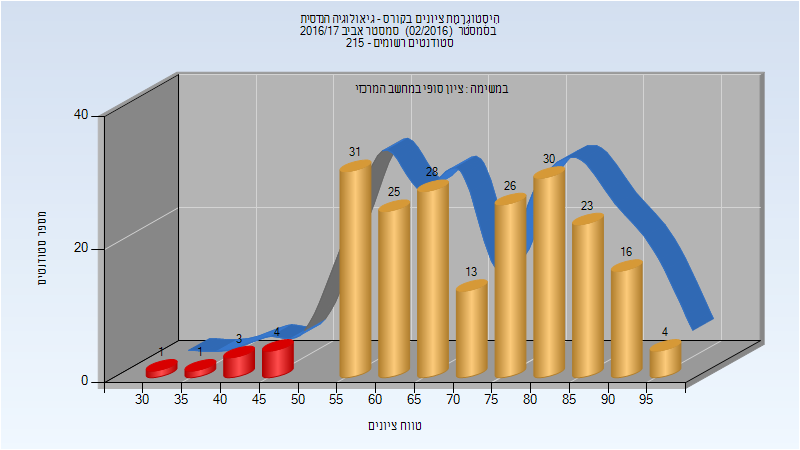 היסטוגרמת ציונים בקורס - גיאולוגיה הנדסית
בסמסטר (02/2016) סמסטר אביב 2016/17
סטודנטים רשומים - 215
במשימה : ציון סופי במחשב המרכזי
מספר סטודנטים
40
20
0
1
1
3
4
31
25
28
13
26
30
23
16
4
30 35 40 45 50 55 60 65 70 75 80 85 90 95
טווח ציונים